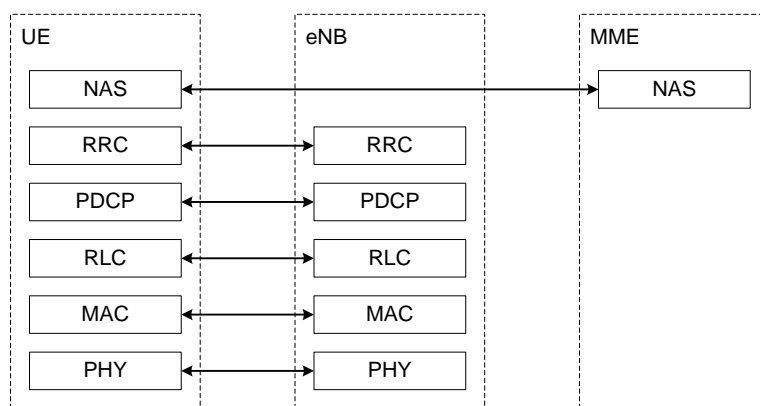 UE eNB MME
NAS NAS
RRC RRC
PDCP PDCP
RLC RLC
MAC MAC
PHY PHY